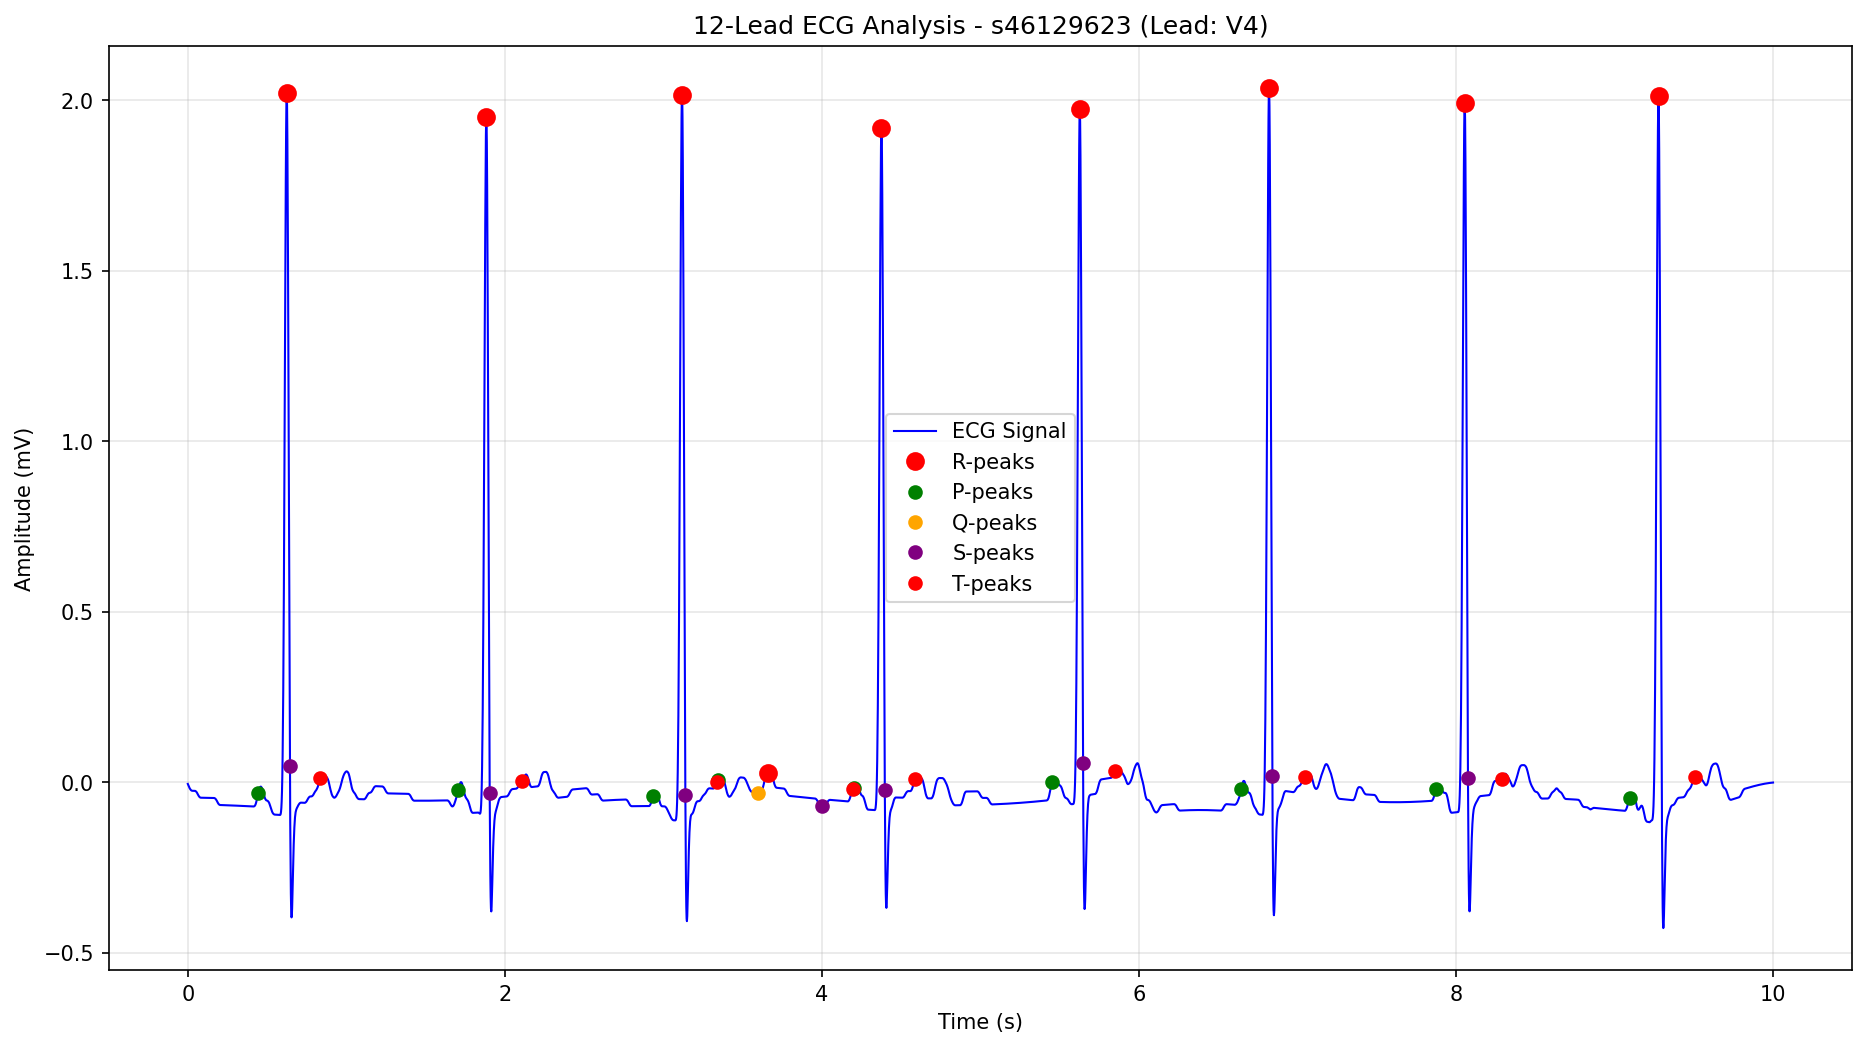 12-Lead ECG Analysis - s46129623 (Lead: V4)
Amplitude (mV)
2.0
1.5
1.0
0.5
0.0
−0.5
ECG Signal
R-peaks
P-peaks
Q-peaks
S-peaks
T-peaks
0 2 4 6 8 10
Time (s)